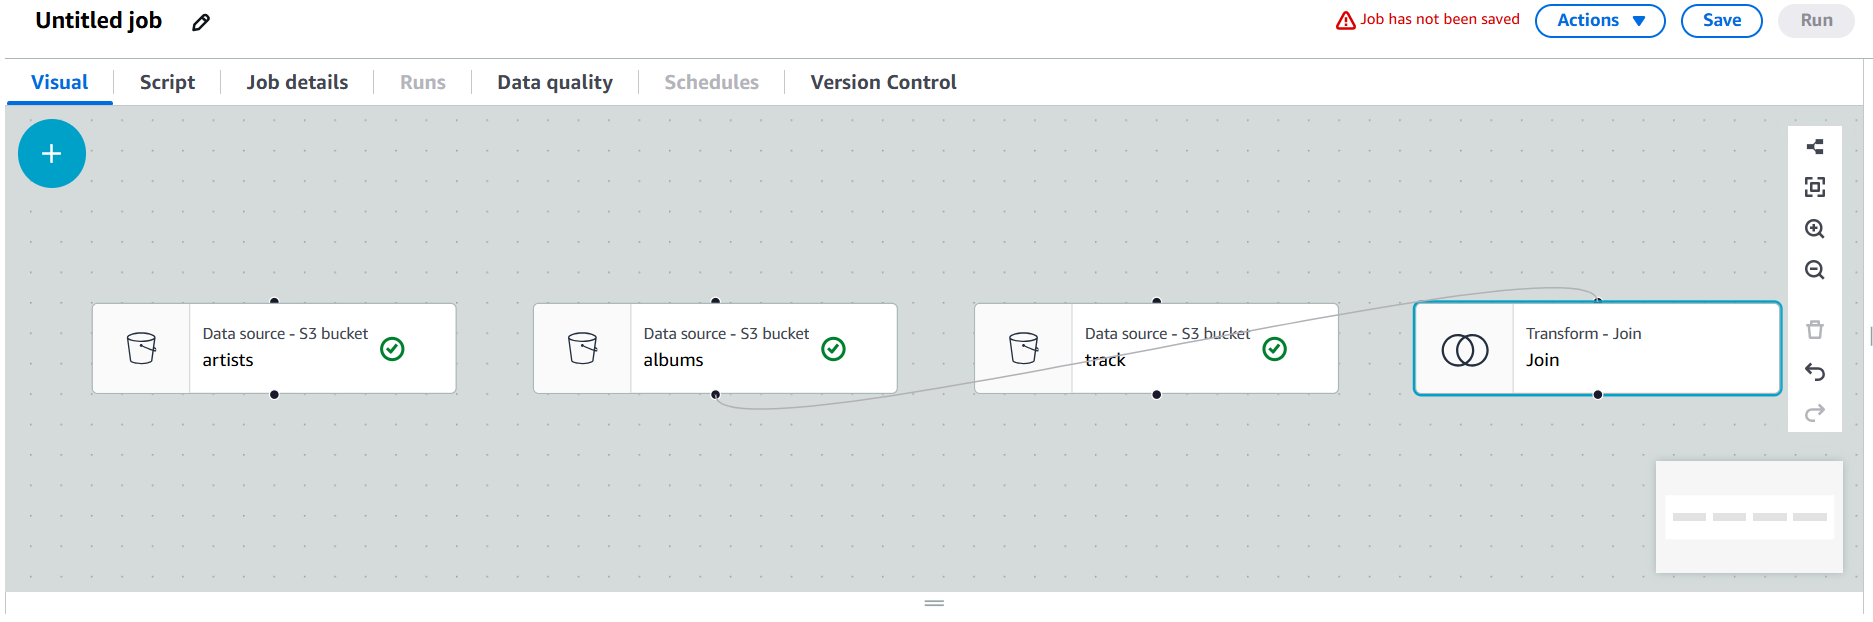 Untitled job
Job has not been saved
Actions
Save
Run
Visual
Script
Job details
Runs
Data quality
Schedules
Version Control
Data source - S3 bucket
artists
Data source - S3 bucket
albums
Data source - S3 bucket
track
Transform - Join
Join